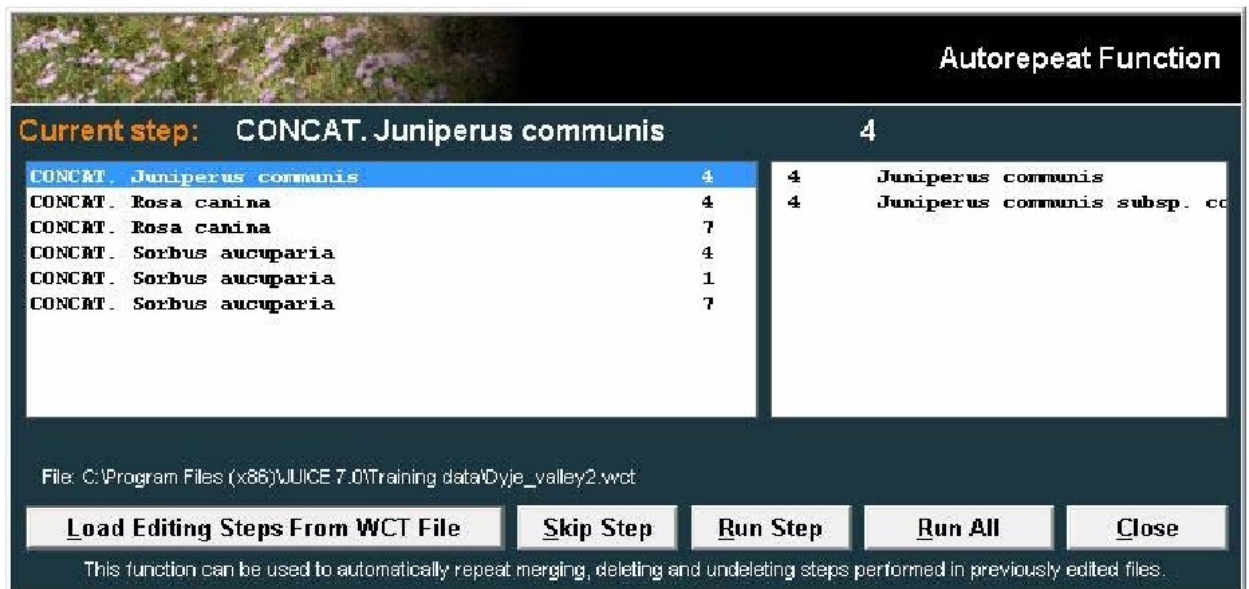 Autorepeat Function
Current step: CONCAT. Juniperus communis 4
CONCAT. Juniperus communis 4
CONCAT. Rosa canina 4
CONCAT. Rosa canina 7
CONCAT. Sorbus aucuparia 4
CONCAT. Sorbus aucuparia 1
CONCAT. Sorbus aucuparia 7
4 Juniperus communis
4 Juniperus communis subsp. co
File: C:\Program Files (x86)\JUICE 7.0\Training data\Dyje_valley2.wct
Load Editing Steps From WCT File Skip Step Run Step Run All Close
This function can be used to automatically repeat merging, deleting and undeleting steps performed in previously edited files.